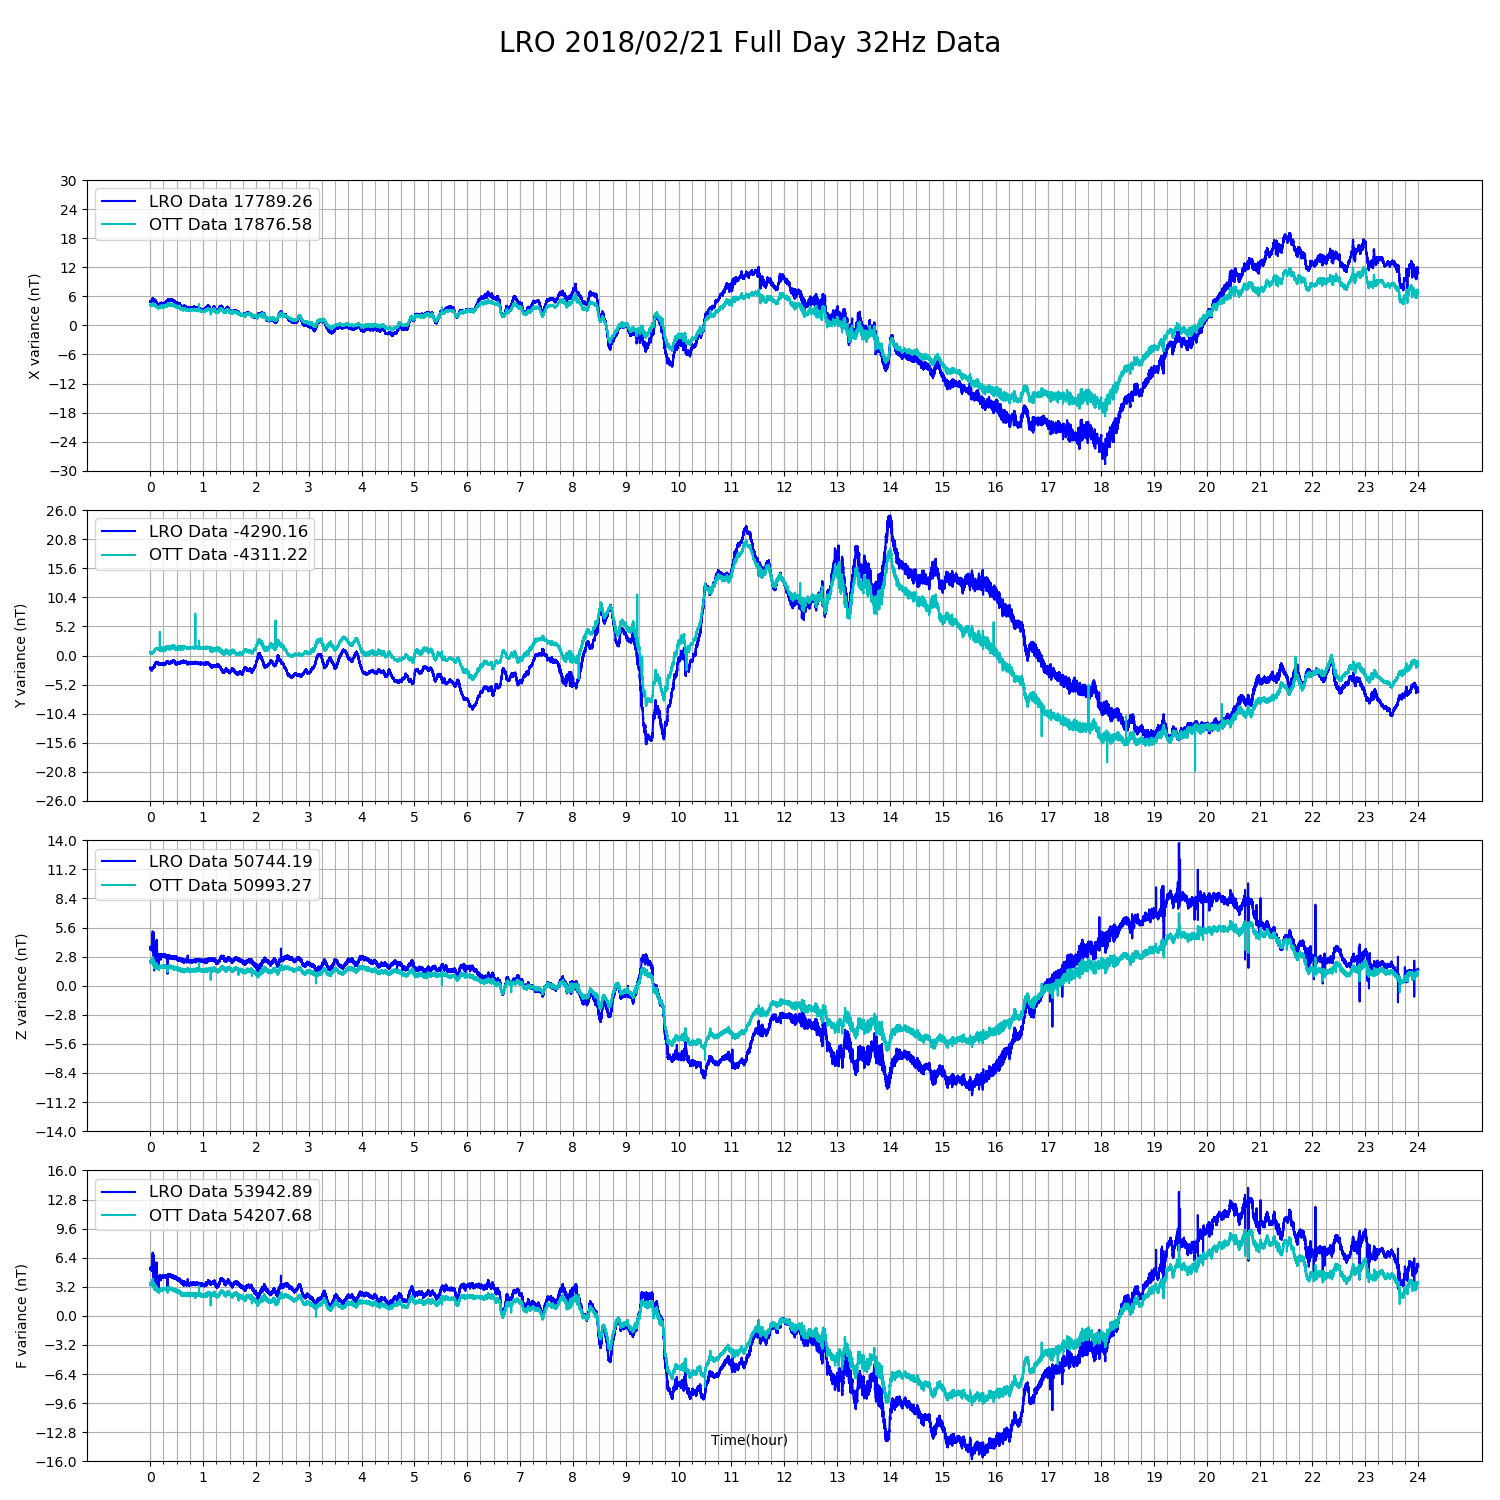 LRO 2018/02/21 Full Day 32Hz Data
X variance (nT)
30
24
18
12
6
0
−6
−12
−18
−24
−30
LRO Data 17789.26
OTT Data 17876.58
0 1 2 3 4 5 6 7 8 9 10 11 12 13 14 15 16 17 18 19 20 21 22 23 24
Y variance (nT)
26.0
20.8
15.6
10.4
5.2
0.0
−5.2
−10.4
−15.6
−20.8
−26.0
LRO Data -4290.16
OTT Data -4311.22
0 1 2 3 4 5 6 7 8 9 10 11 12 13 14 15 16 17 18 19 20 21 22 23 24
Z variance (nT)
14.0
11.2
8.4
5.6
2.8
0.0
−2.8
−5.6
−8.4
−11.2
−14.0
LRO Data 50744.19
OTT Data 50993.27
0 1 2 3 4 5 6 7 8 9 10 11 12 13 14 15 16 17 18 19 20 21 22 23 24
F variance (nT)
16.0
12.8
9.6
6.4
3.2
0.0
−3.2
−6.4
−9.6
−12.8
−16.0
LRO Data 53942.89
OTT Data 54207.68
Time(hour)
0 1 2 3 4 5 6 7 8 9 10 11 12 13 14 15 16 17 18 19 20 21 22 23 24